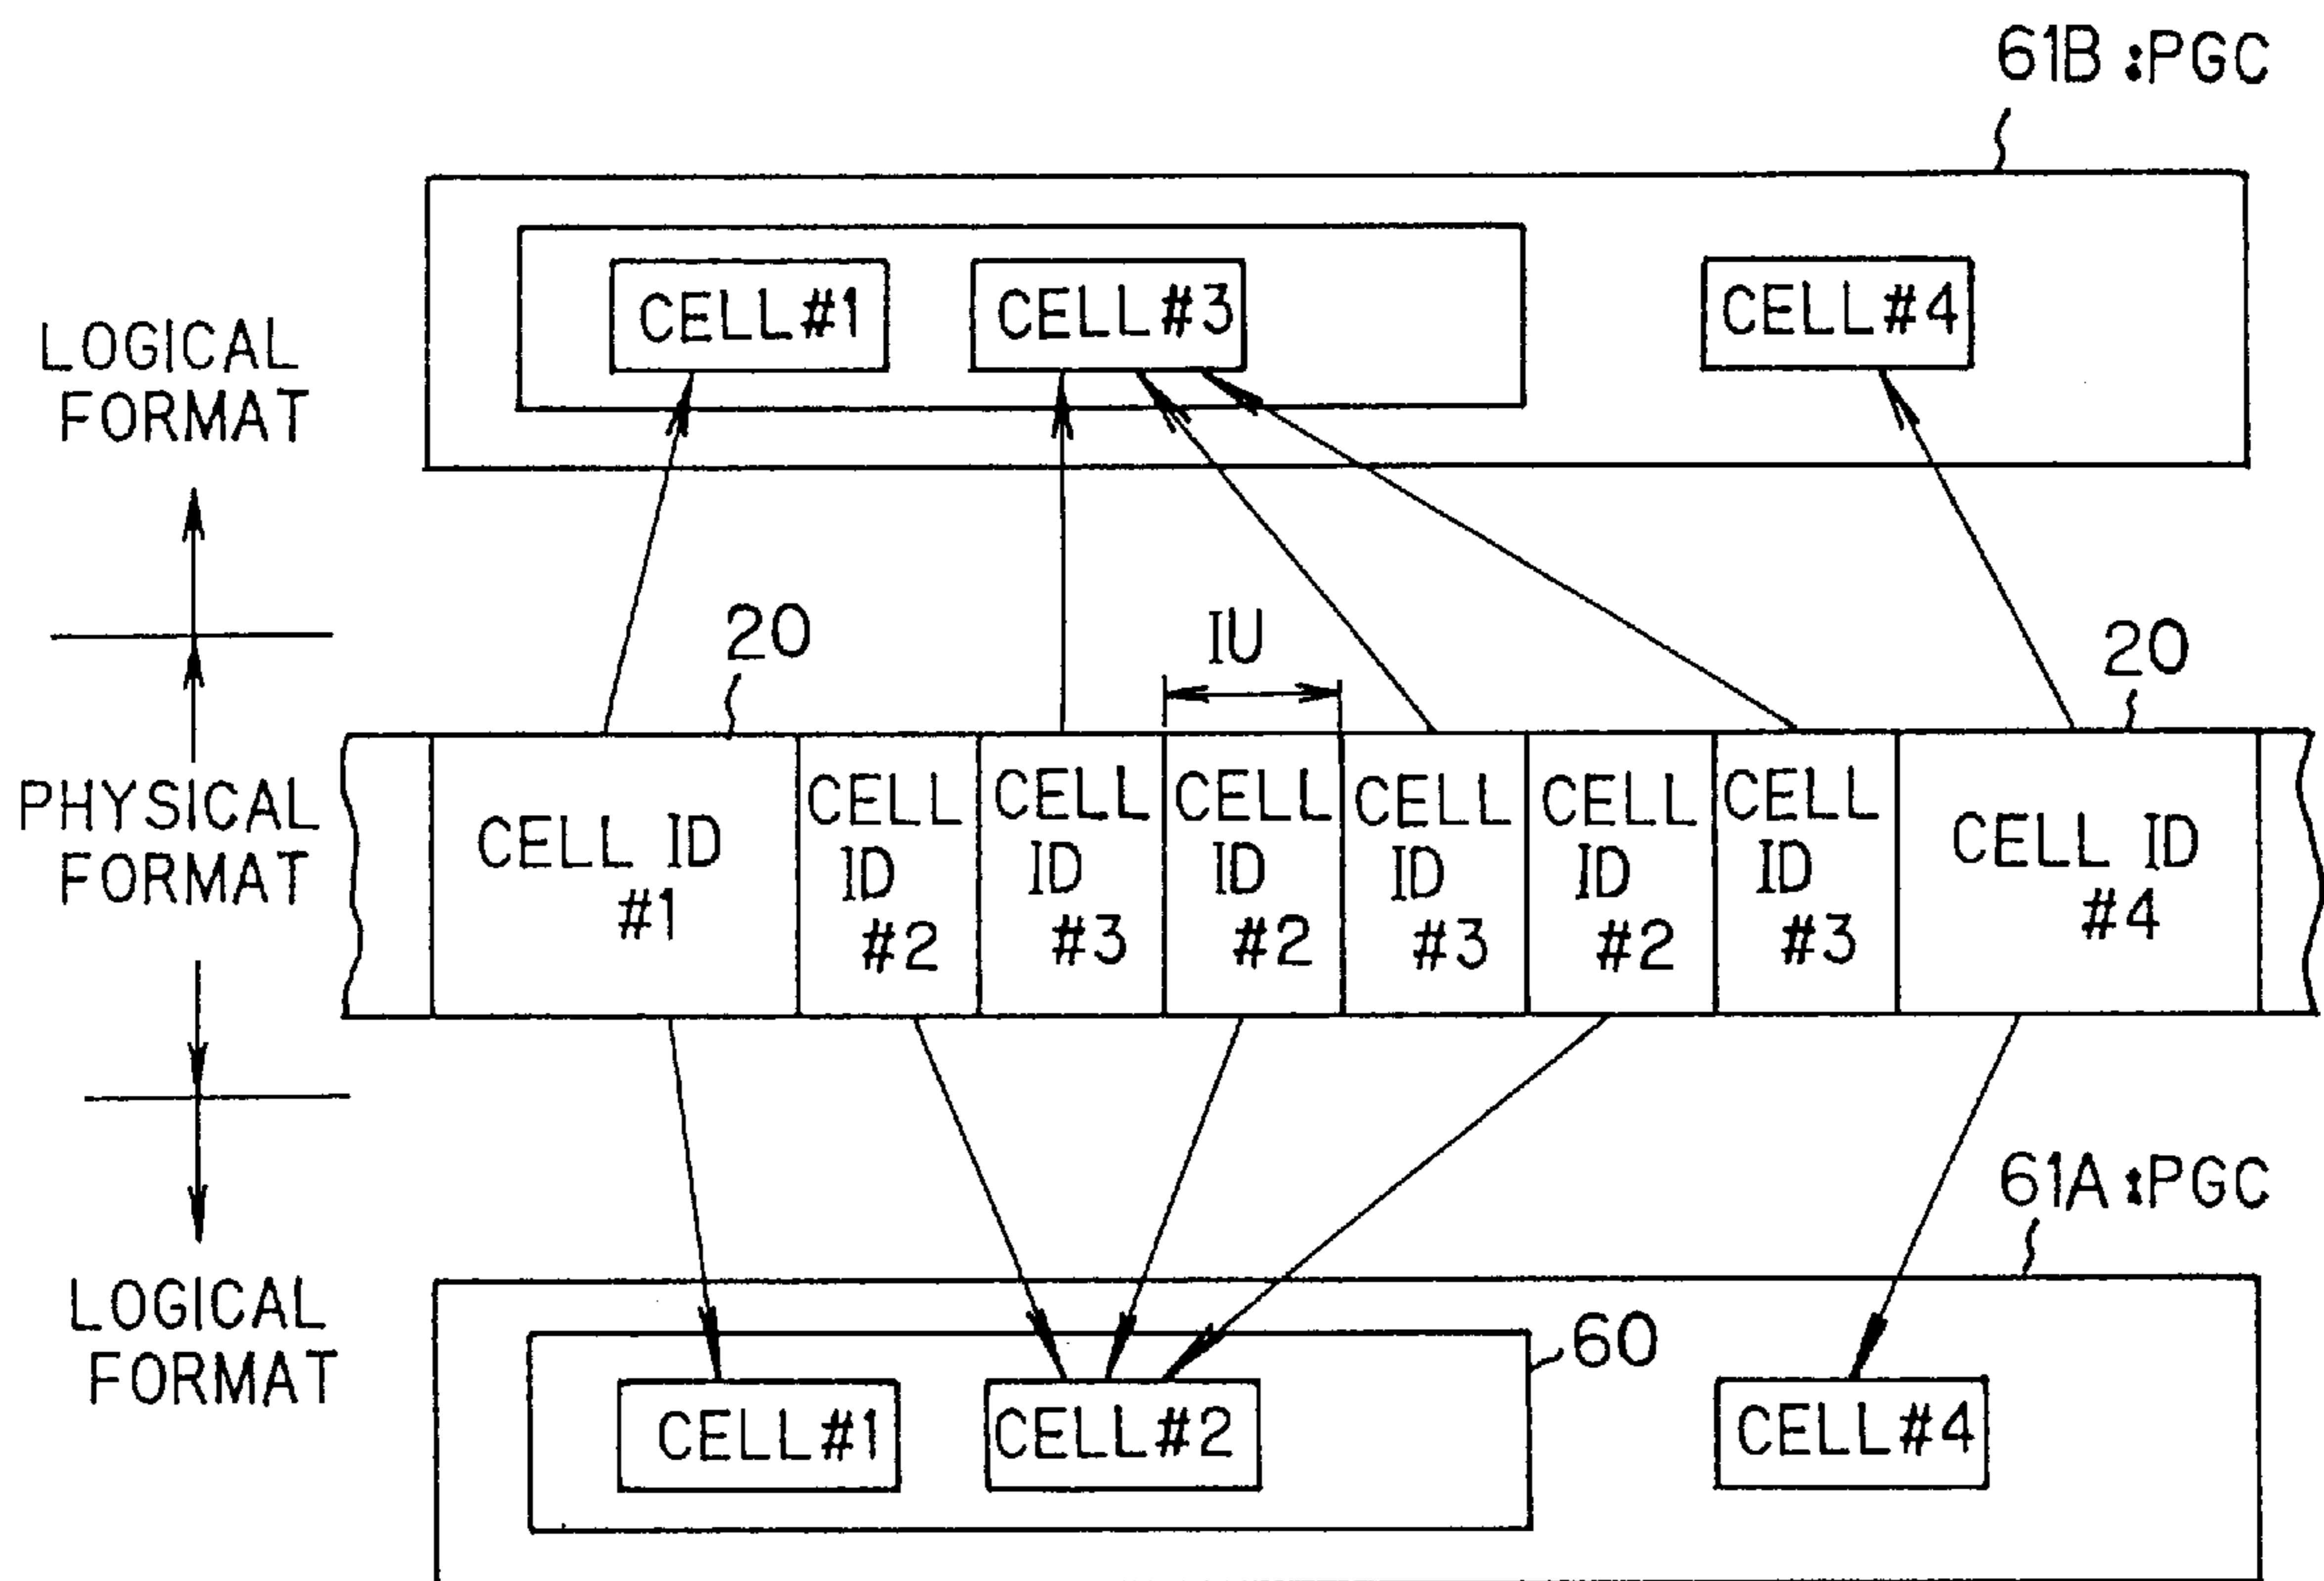 61B :PGC
CELL #1
CELL #3
CELL #4
LOGICAL
FORMAT
20
IU
20
PHYSICAL
FORMAT
CELL ID
#1
CELL
ID
#2
CELL
ID
#3
CELL
ID
#2
CELL
ID
#3
CELL
ID
#2
CELL
ID
#3
CELL ID
#4
61A :PGC
LOGICAL
FORMAT
60
CELL #1
CELL #2
CELL #4